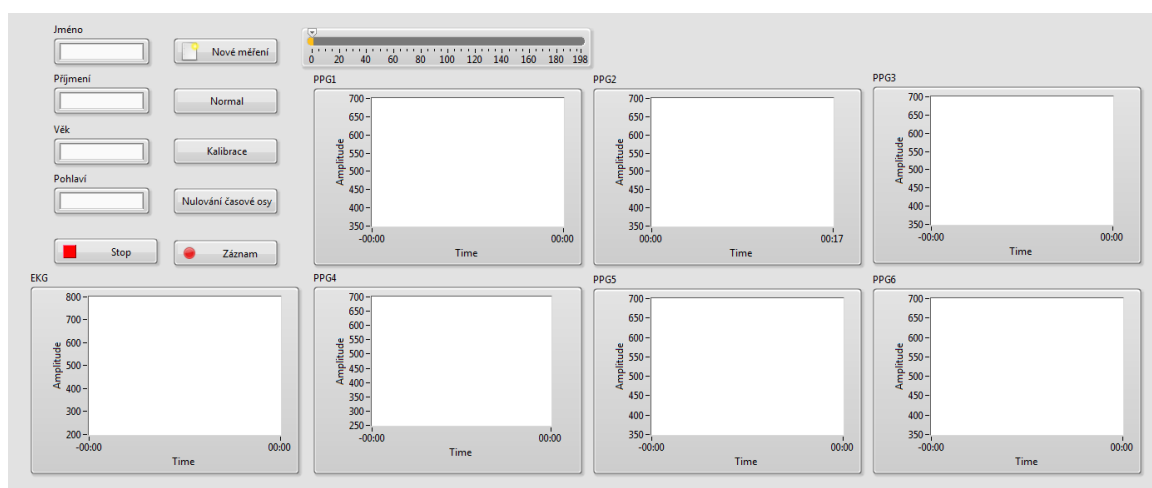 Jméno
Nové měření
0 20 40 60 80 100 120 140 160 180 198
Příjmení
Normal
Věk
Kalibrace
Pohlaví
Nulování časové osy
Stop
Záznam
PPG1
700
650
600
550
500
450
400
350
Amplitude
-00:00 00:00
Time
PPG2
700
650
600
550
500
450
400
350
Amplitude
00:00 00:17
Time
PPG3
700
650
600
550
500
450
400
350
Amplitude
-00:00 00:00
Time
EKG
800
700
600
500
400
300
200
Amplitude
-00:00 00:00
Time
PPG4
700
650
600
550
500
450
400
350
300
250
Amplitude
-00:00 00:00
Time
PPG5
700
650
600
550
500
450
400
350
Amplitude
-00:00 00:00
Time
PPG6
700
650
600
550
500
450
400
350
Amplitude
-00:00 00:00
Time